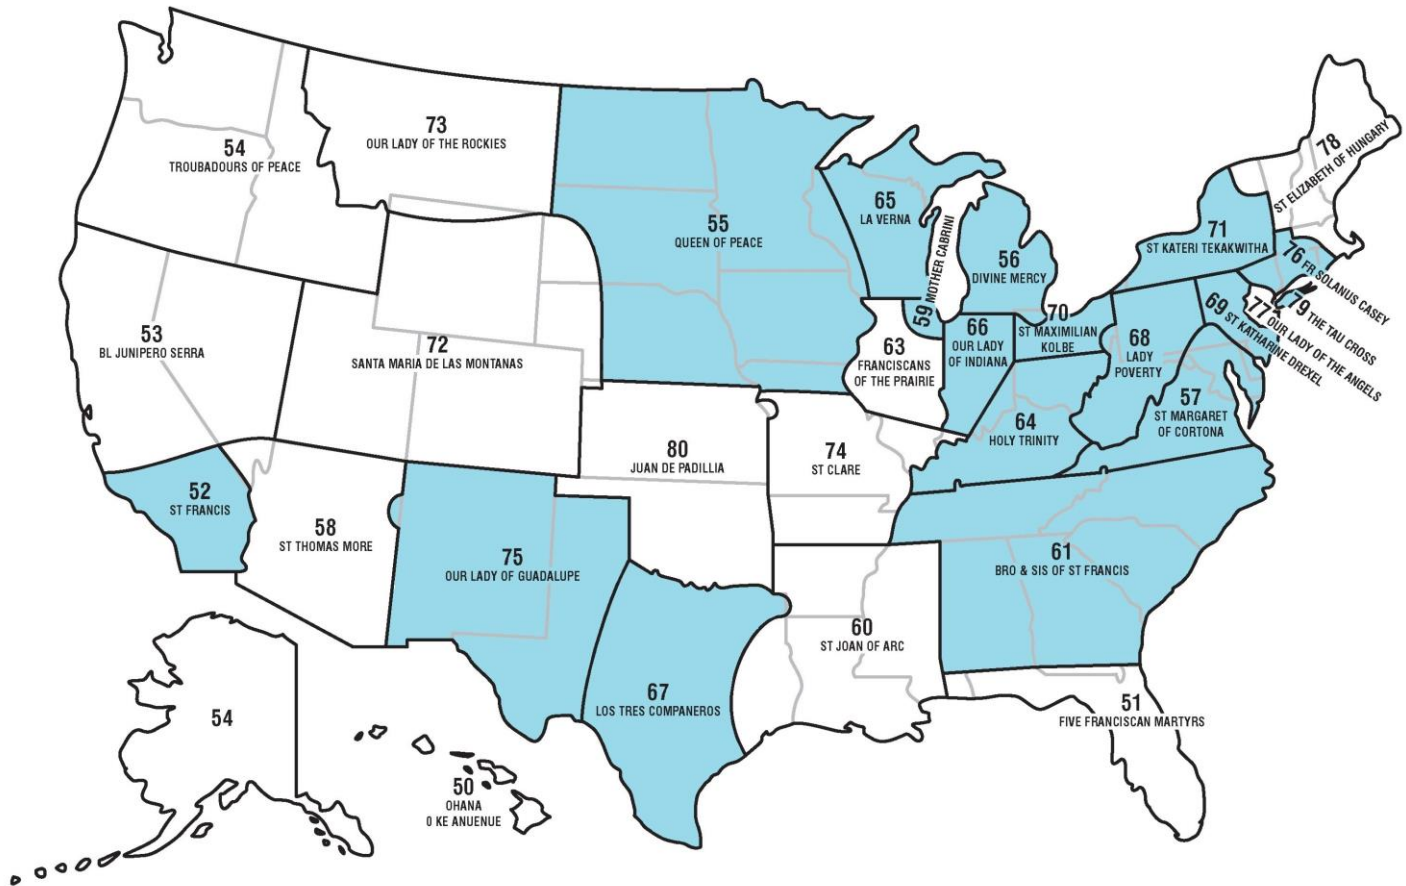 73
OUR LADY OF THE ROCKIES
54
TROUBADOURS OF PEACE
78
ST ELIZABETH OF HUNGARY
65
LA VERNA
55
QUEEN OF PEACE
71
ST KATERI TEKAKWITHA
59 MOTHER CABRINI
56
DIVINE MERCY
76 FR SOLANUS CASEY
79 THE TAU CROSS
77 OUR LADY OF THE ANGELS
69 ST KATHARINE DREXEL
70
ST MAXIMILIAN
KOLBE
53
BL JUNIPERO SERRA
72
SANTA MARIA DE LAS MONTANAS
63
FRANCISCANS
OF THE PRAIRIE
66
OUR LADY
OF INDIANA
68
LADY
POVERTY
57
ST MARGARET
OF CORTONA
64
HOLY TRINITY
80
JUAN DE PADILLIA
74
ST CLARE
52
ST FRANCIS
58
ST THOMAS MORE
75
OUR LADY OF GUADALUPE
61
BRO & SIS OF ST FRANCIS
60
ST JOAN OF ARC
67
LOS TRES COMPANEROS
51
FIVE FRANCISCAN MARTYRS
54
50
OHANA
O KE ANUENUE